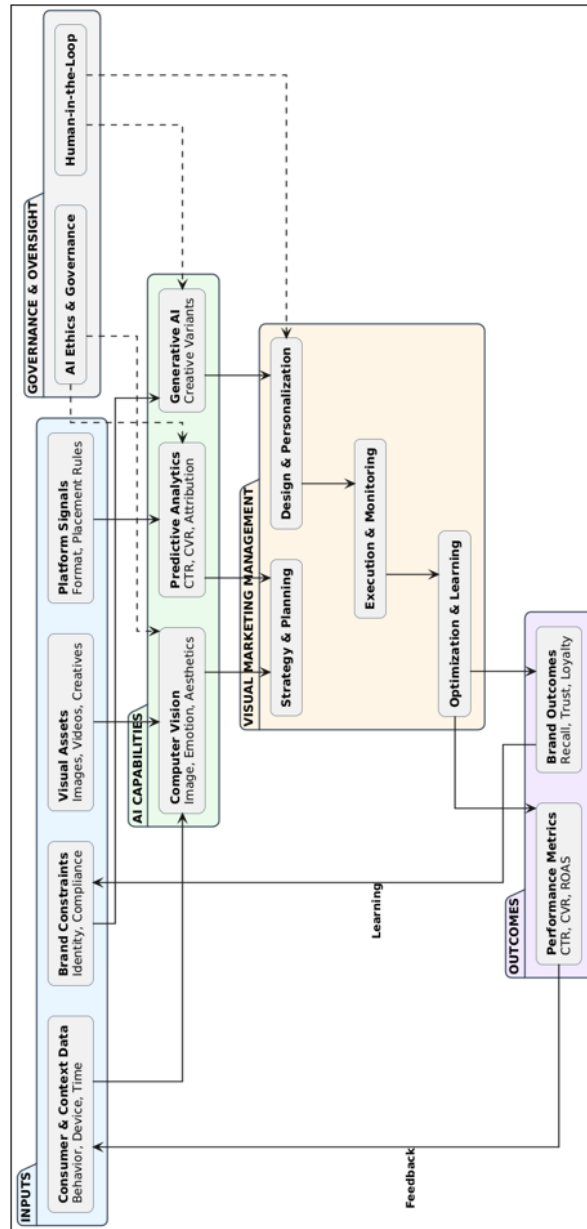 INPUTS
Consumer & Context Data
Behavior, Device, Time
Brand Constraints
Identity, Compliance
Visual Assets
Images, Videos, Creatives
Platform Signals
Format, Placement Rules
GOVERNANCE & OVERSIGHT
AI Ethics & Governance
Human-in-the-Loop
AI CAPABILITIES
Computer Vision
Image, Emotion, Aesthetics
Predictive Analytics
CTR, CVR, Attribution
Generative AI
Creative Variants
VISUAL MARKETING MANAGEMENT
Strategy & Planning
Design & Personalization
Execution & Monitoring
Optimization & Learning
Learning
Feedback
OUTCOMES
Performance Metrics
CTR, CVR, ROAS
Brand Outcomes
Recall, Trust, Loyalty